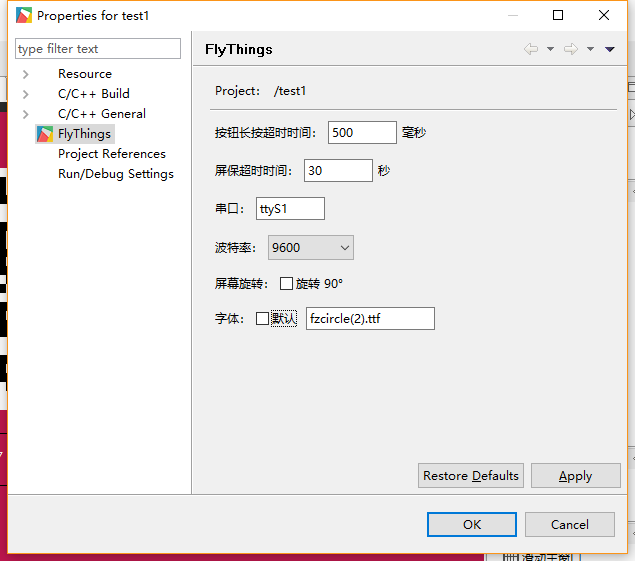 Properties for test1
type filter text
Resource
C/C++ Build
C/C++ General
FlyThings
Project References
Run/Debug Settings
FlyThings
Project: /test1
按钮长按超时时间: 500 毫秒
屏保超时时间: 30 秒
串口: ttyS1
波特率: 9600
屏幕旋转: 旋转 90°
字体: 默认 fzcircle(2).ttf
Restore Defaults Apply
OK Cancel